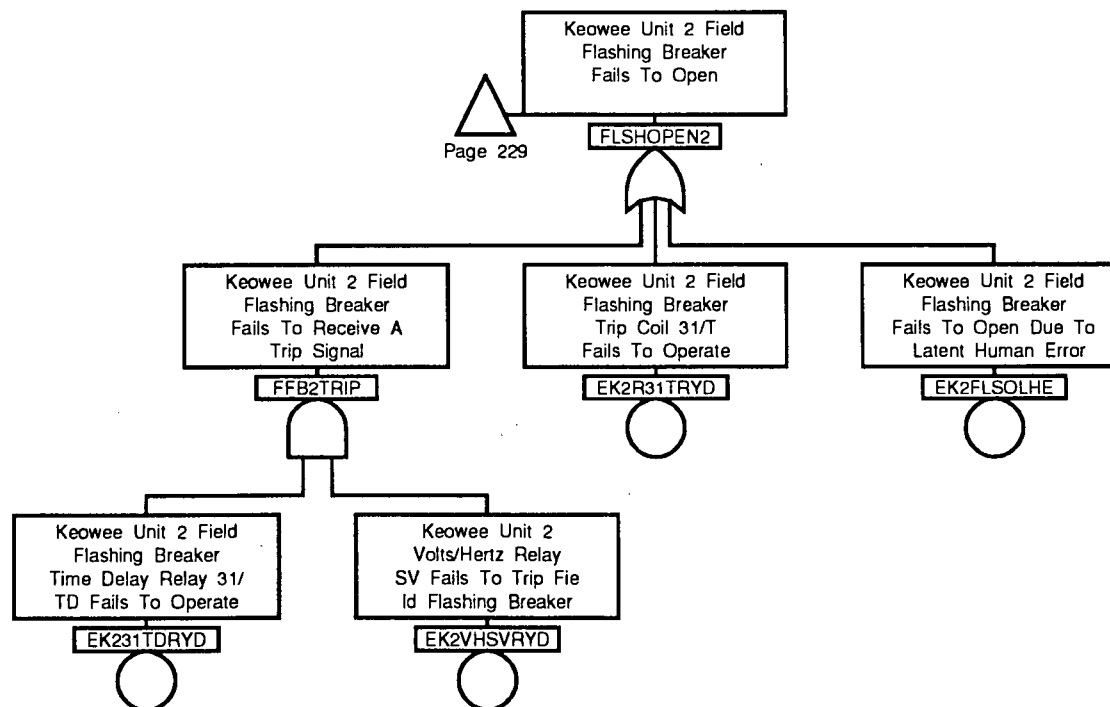 Keowee Unit 2 Field
Flashing Breaker
Fails To Open
Page 229
FLSHOPEN2
Keowee Unit 2 Field
Flashing Breaker
Fails To Receive A
Trip Signal
FFB2TRIP
Keowee Unit 2 Field
Flashing Breaker
Trip Coil 31/T
Fails To Operate
EK2R31TRYD
Keowee Unit 2 Field
Flashing Breaker
Fails To Open Due To
Latent Human Error
EK2FLSOLHE
Keowee Unit 2 Field
Flashing Breaker
Time Delay Relay 31/
TD Fails To Operate
EK231TDRYD
Keowee Unit 2
Volts/Hertz Relay
SV Fails To Trip Fie
ld Flashing Breaker
EK2VHSVRYD